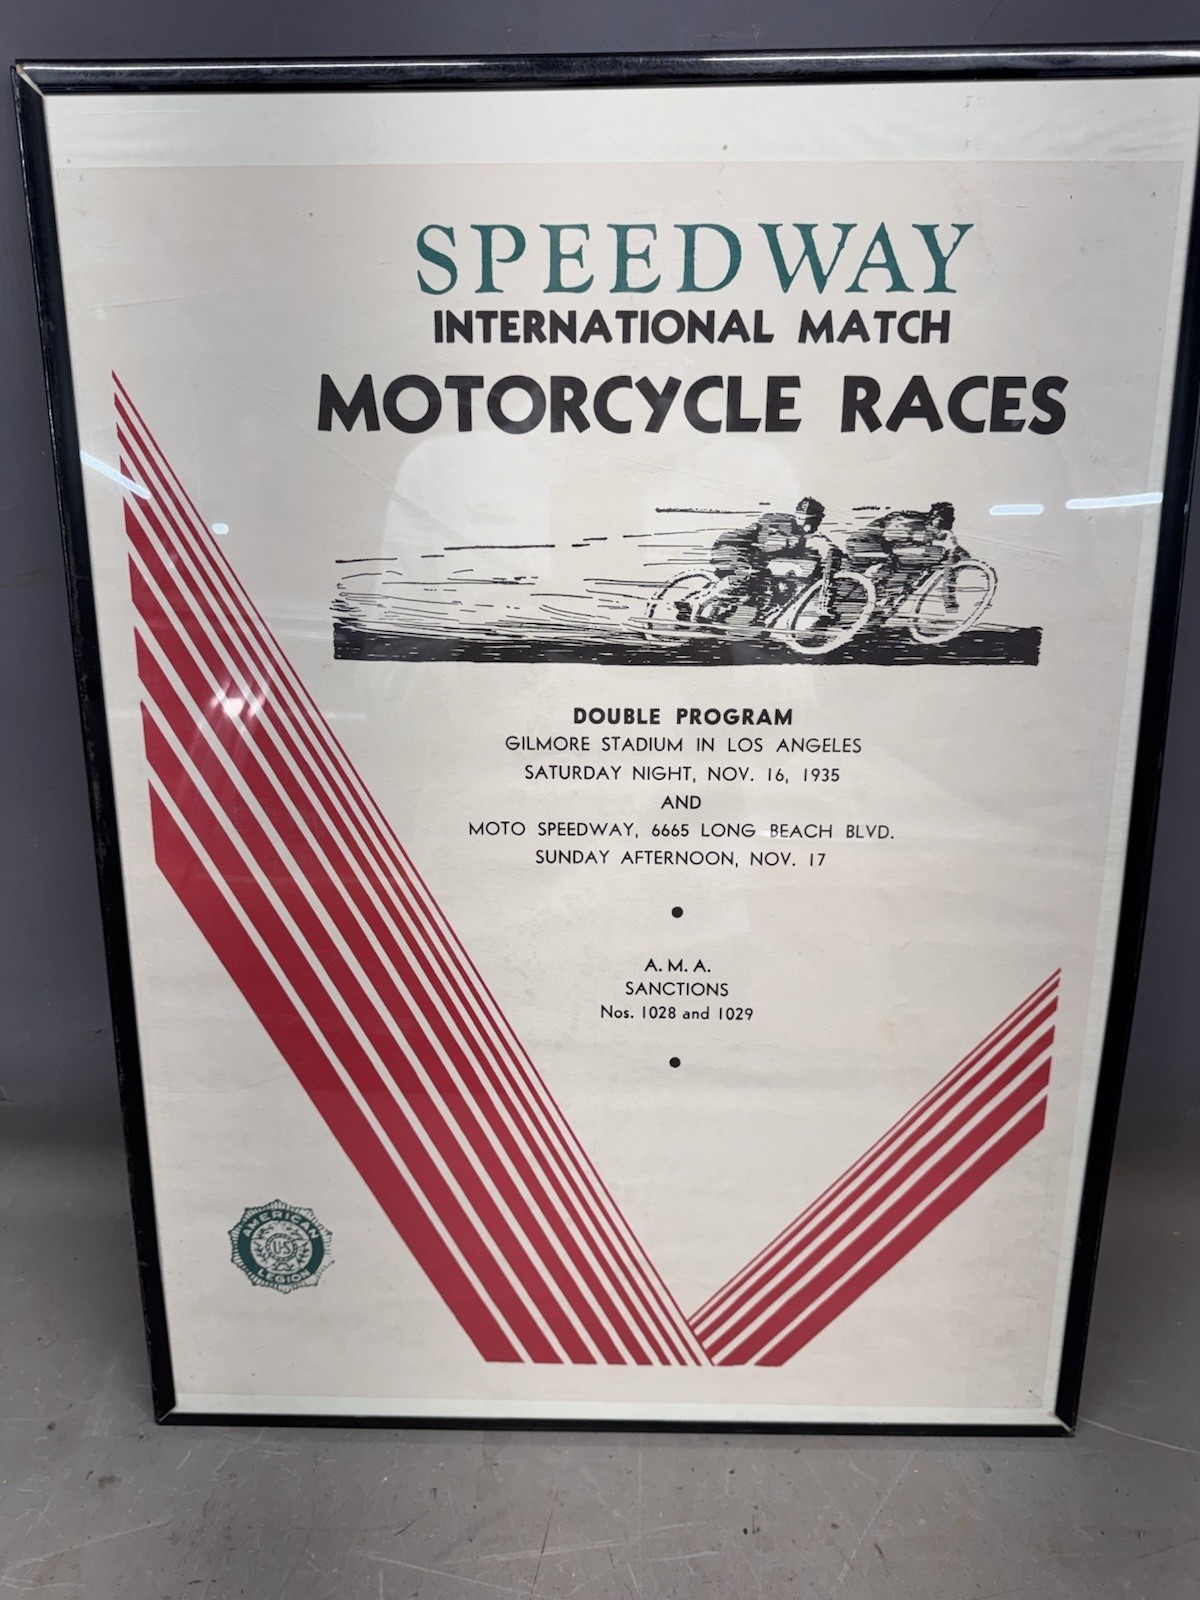 SPEEDWAY
INTERNATIONAL MATCH
MOTORCYCLE RACES
DOUBLE PROGRAM
GILMORE STADIUM IN LOS ANGELES
SATURDAY NIGHT, NOV. 16, 1935
AND
MOTO SPEEDWAY, 6665 LONG BEACH BLVD.
SUNDAY AFTERNOON, NOV. 17
A. M. A.
SANCTIONS
Nos. 1028 and 1029
AMERICAN
U·S
LEGION